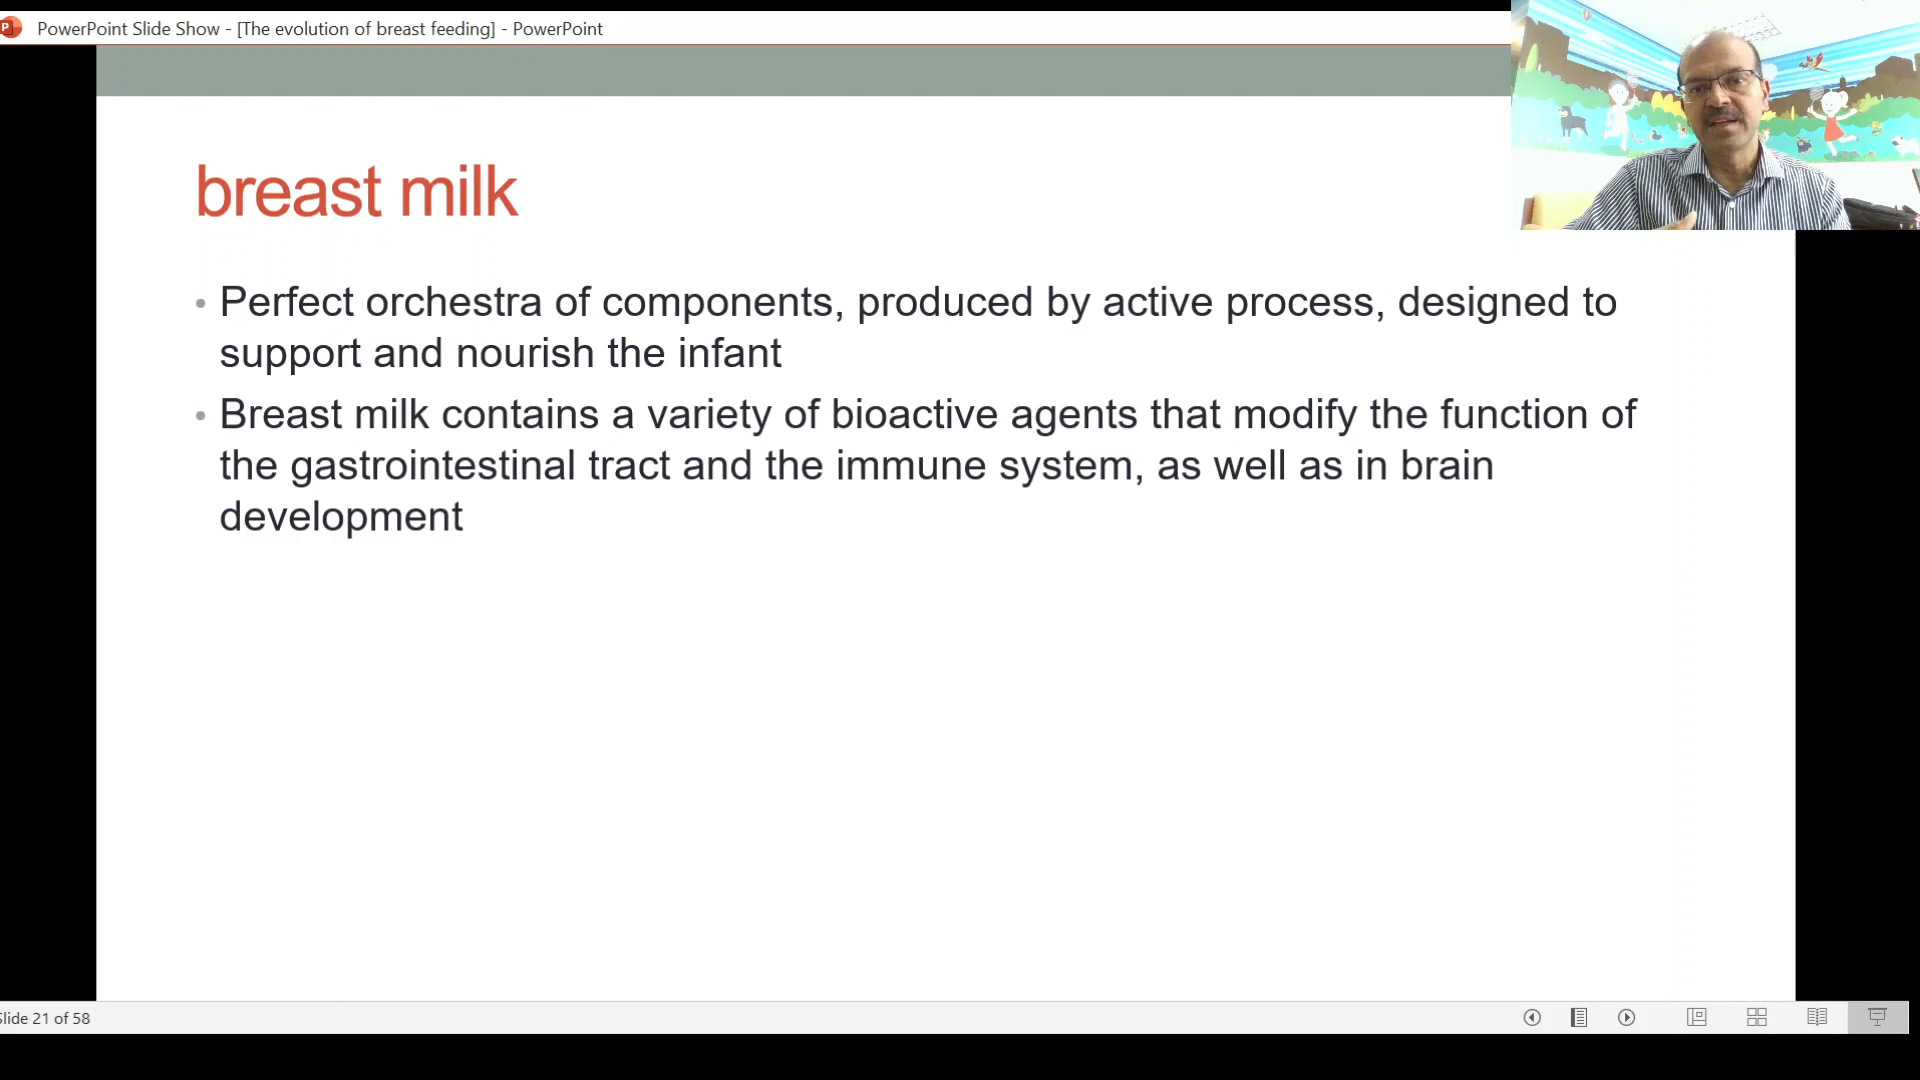 PowerPoint Slide Show - [The evolution of breast feeding] - PowerPoint
breast milk
• Perfect orchestra of components, produced by active process, designed to
support and nourish the infant
• Breast milk contains a variety of bioactive agents that modify the function of
the gastrointestinal tract and the immune system, as well as in brain
development
Slide 21 of 58